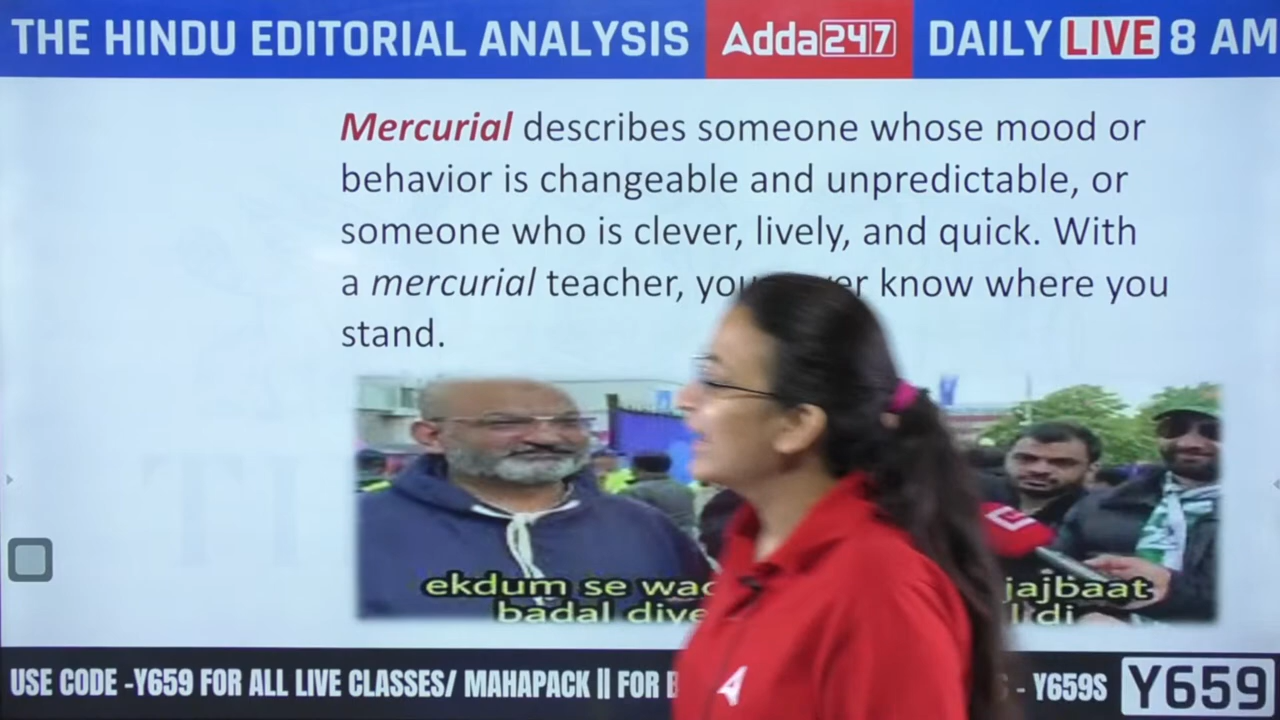 THE HINDU EDITORIAL ANALYSIS Adda247 DAILY LIVE 8 AM
Mercurial describes someone whose mood or
behavior is changeable and unpredictable, or
someone who is clever, lively, and quick. With
a mercurial teacher, you know where you
stand.
ekdum se jajbaat
badal
USE CODE -Y659 FOR ALL LIVE CLASSES/ MAHAPACK || FOR - Y659S Y659